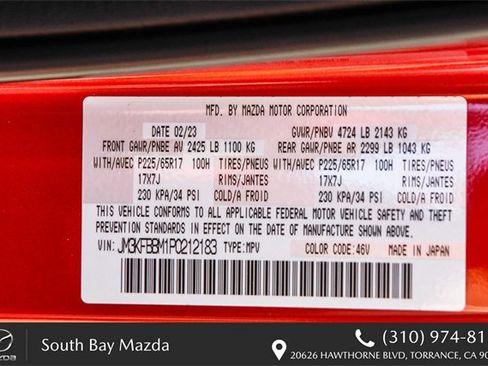 MFD. BY MAZDA MOTOR CORPORATION
DATE 02/23 GVWR/PNBV 4724 LB 2143 KG
FRONT GAWR/PNBE AV 2425 LB 1100 KG REAR GAWR/PNBE AR 2299 LB 1043 KG
WITH/AVEC P225/65R17 100H TIRES/PNEUS WITH/AVEC P225/65R17 100H TIRES/PNEUS
17X7J RIMS/JANTES 17X7J RIMS/JANTES
230 KPA/34 PSI COLD/A FROID 230 KPA/34 PSI COLD/A FROID
THIS VEHICLE CONFORMS TO ALL APPLICABLE FEDERAL MOTOR VEHICLE SAFETY AND THEFT
PREVENTION STANDARDS IN EFFECT ON THE DATE OF MANUFACTURE SHOWN ABOVE.
VIN: JM3KFBBM1P0212183 TYPE: MPV COLOR CODE: 46V MADE IN JAPAN
South Bay Mazda
(310) 974-81
20626 HAWTHORNE BLVD, TORRANCE, CA 90